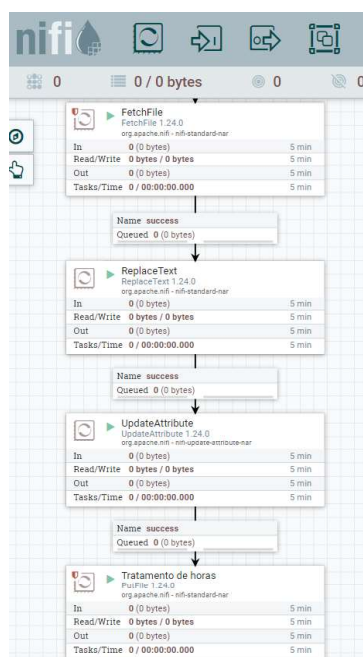 nifi
0 0 / 0 bytes 0 0
FetchFile
FetchFile 1.24.0
org.apache.nifi - nifi-standard-nar
In 0 (0 bytes) 5 min
Read/Write 0 bytes / 0 bytes 5 min
Out 0 (0 bytes) 5 min
Tasks/Time 0 / 00:00:00.000 5 min
Name success
Queued 0 (0 bytes)
ReplaceText
ReplaceText 1.24.0
org.apache.nifi - nifi-standard-nar
In 0 (0 bytes) 5 min
Read/Write 0 bytes / 0 bytes 5 min
Out 0 (0 bytes) 5 min
Tasks/Time 0 / 00:00:00.000 5 min
Name success
Queued 0 (0 bytes)
UpdateAttribute
UpdateAttribute 1.24.0
org.apache.nifi - nifi-update-attribute-nar
In 0 (0 bytes) 5 min
Read/Write 0 bytes / 0 bytes 5 min
Out 0 (0 bytes) 5 min
Tasks/Time 0 / 00:00:00.000 5 min
Name success
Queued 0 (0 bytes)
Tratamento de horas
PutFile 1.24.0
org.apache.nifi - nifi-standard-nar
In 0 (0 bytes) 5 min
Read/Write 0 bytes / 0 bytes 5 min
Out 0 (0 bytes) 5 min
Tasks/Time 0 / 00:00:00.000 5 min